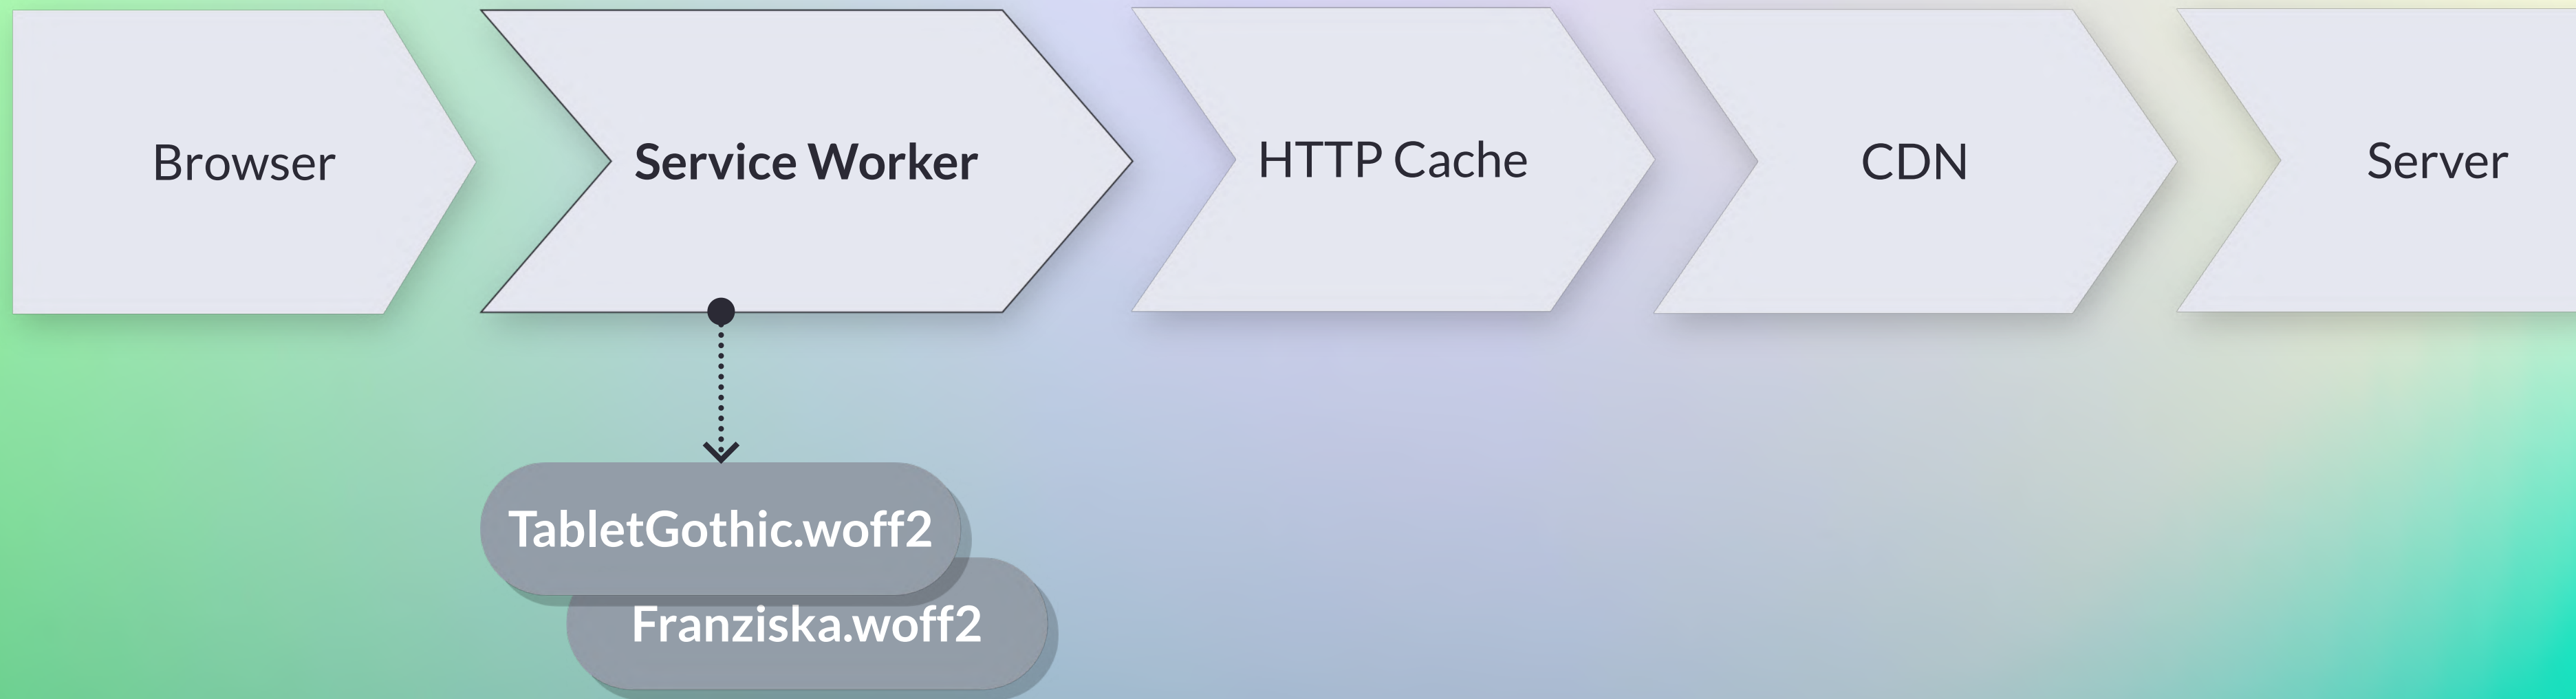 Browser
Service Worker
HTTP Cache
CDN
Server
TabletGothic.woff2
Franziska.woff2